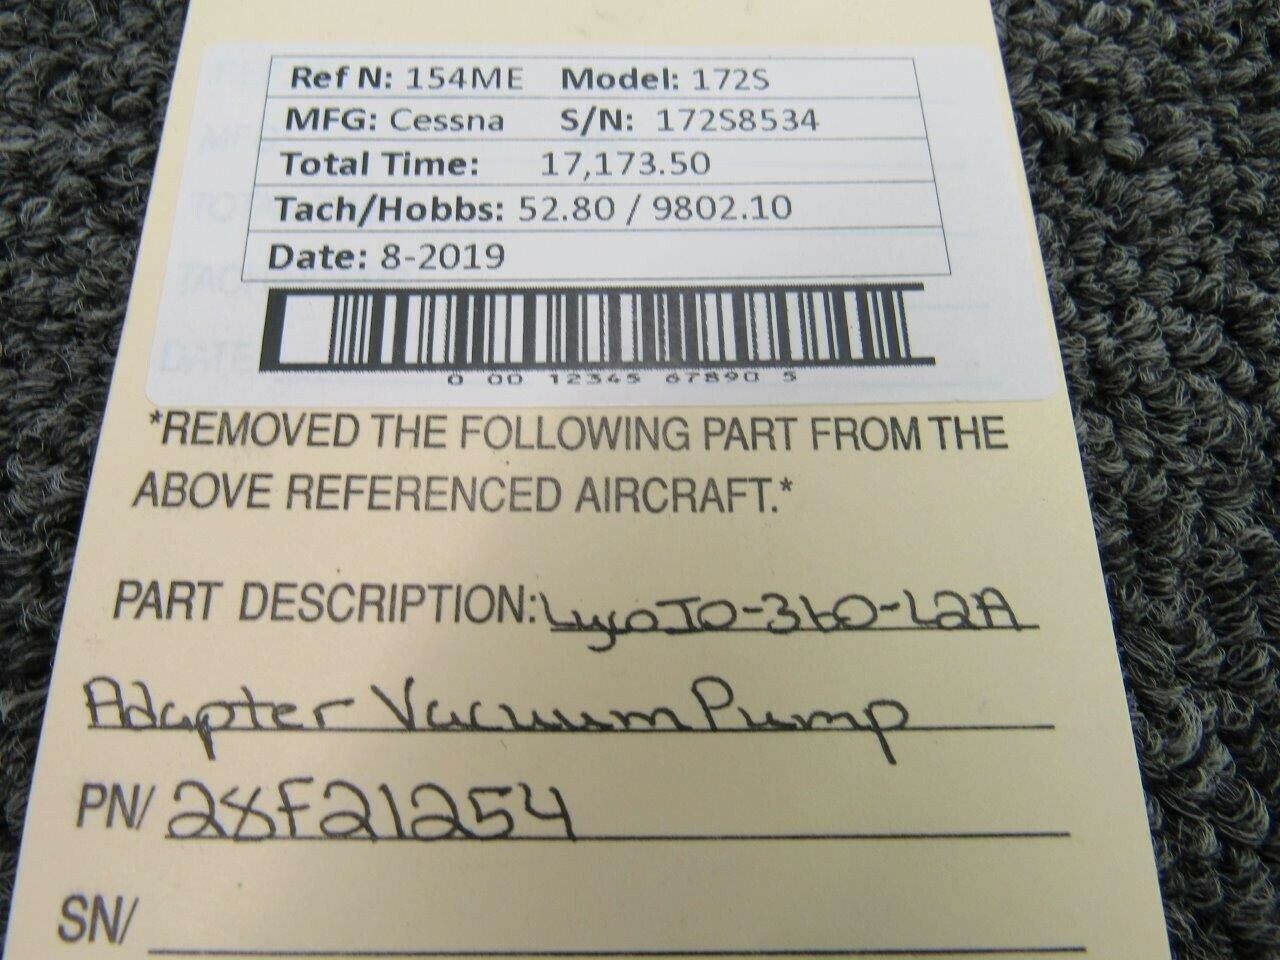 Ref N: 154ME Model: 172S
MFG: Cessna S/N: 172S8534
Total Time: 17,173.50
Tach/Hobbs: 52.80 / 9802.10
Date: 8-2019
0 00 12345 67890 5
*REMOVED THE FOLLOWING PART FROM THE
ABOVE REFERENCED AIRCRAFT.*
PART DESCRIPTION: Lyco IO-360-L2A
Adapter Vacuum Pump
PN/ 28F21254
SN/